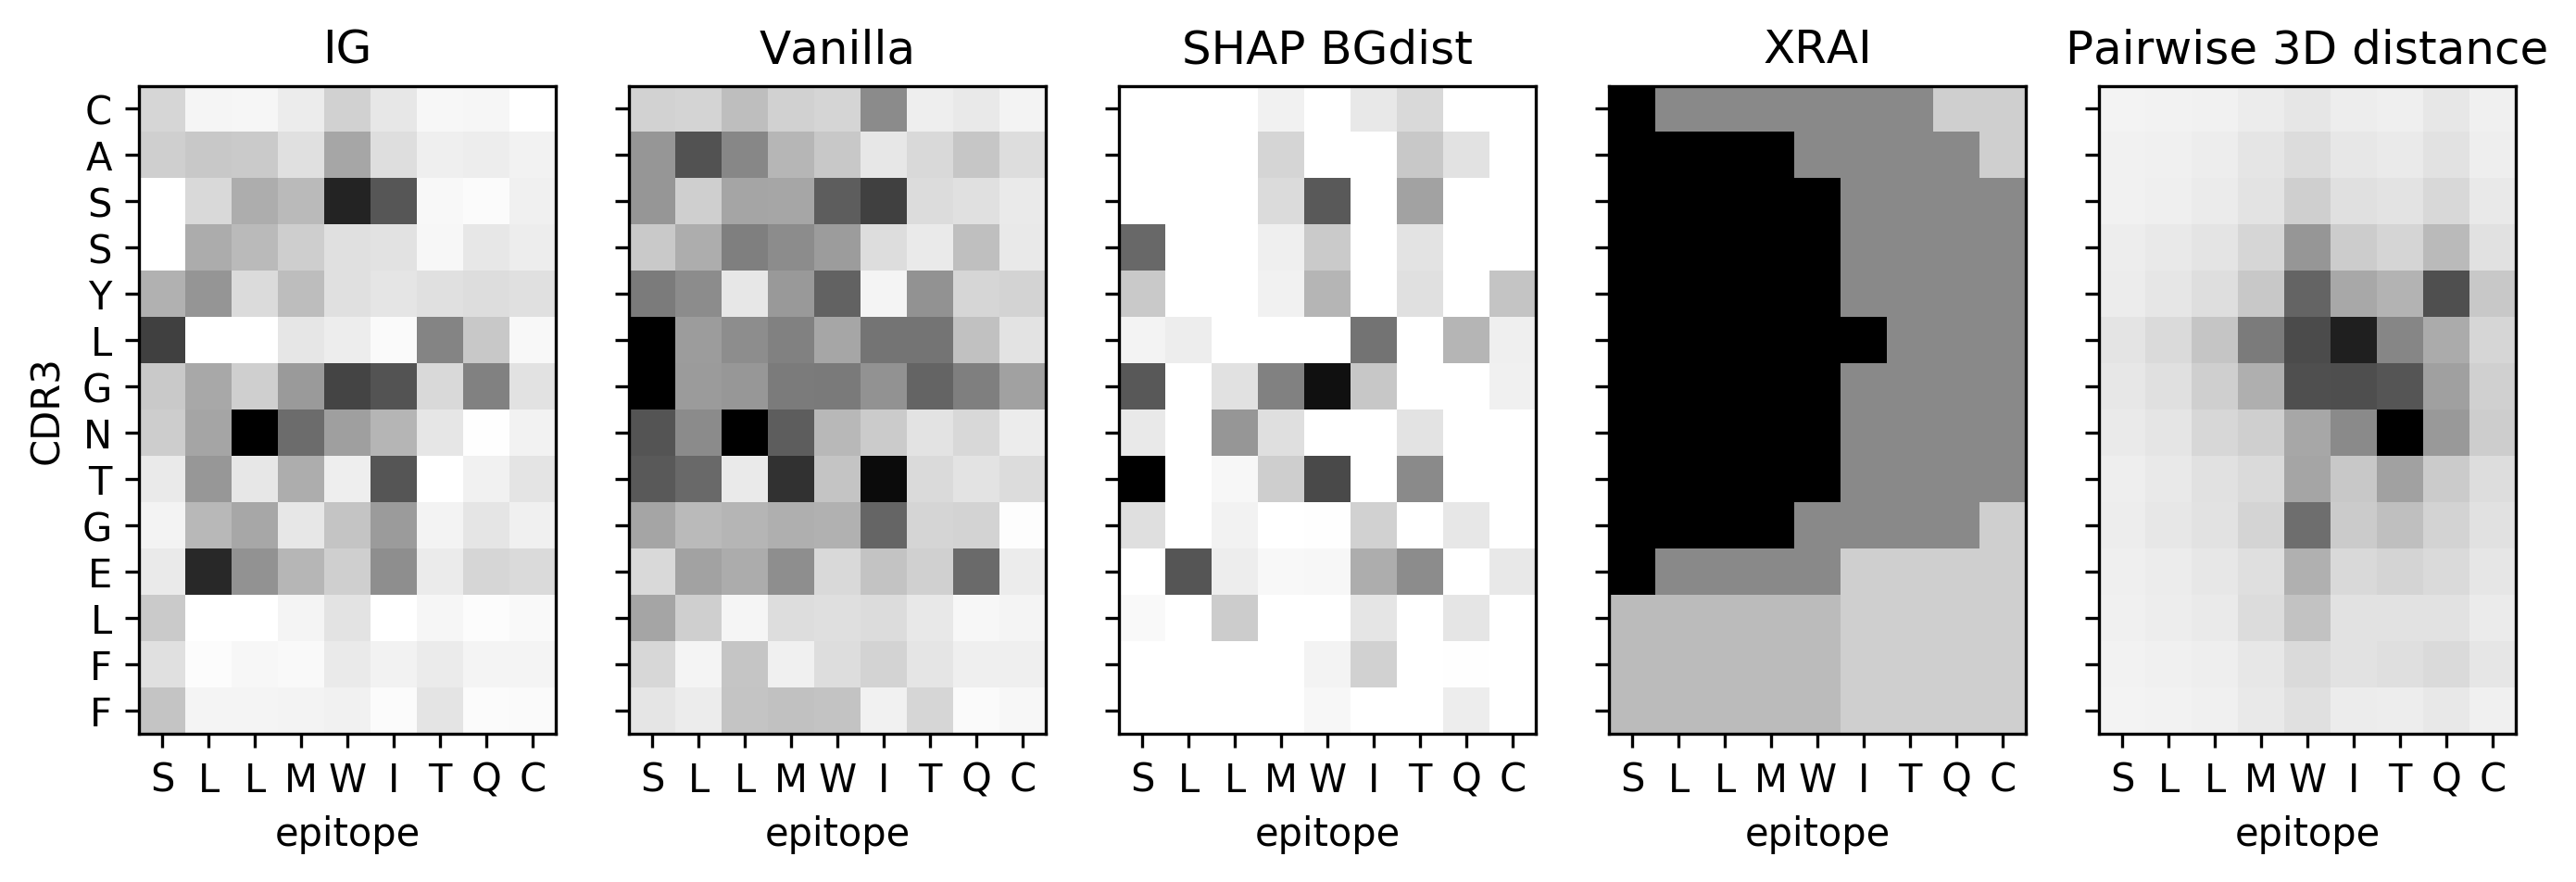 IG
Vanilla
SHAP BGdist
XRAI
Pairwise 3D distance
CDR3
C
A
S
S
Y
L
G
N
T
G
E
L
F
F
S L L M W I T Q C
S L L M W I T Q C
S L L M W I T Q C
S L L M W I T Q C
S L L M W I T Q C
epitope
epitope
epitope
epitope
epitope